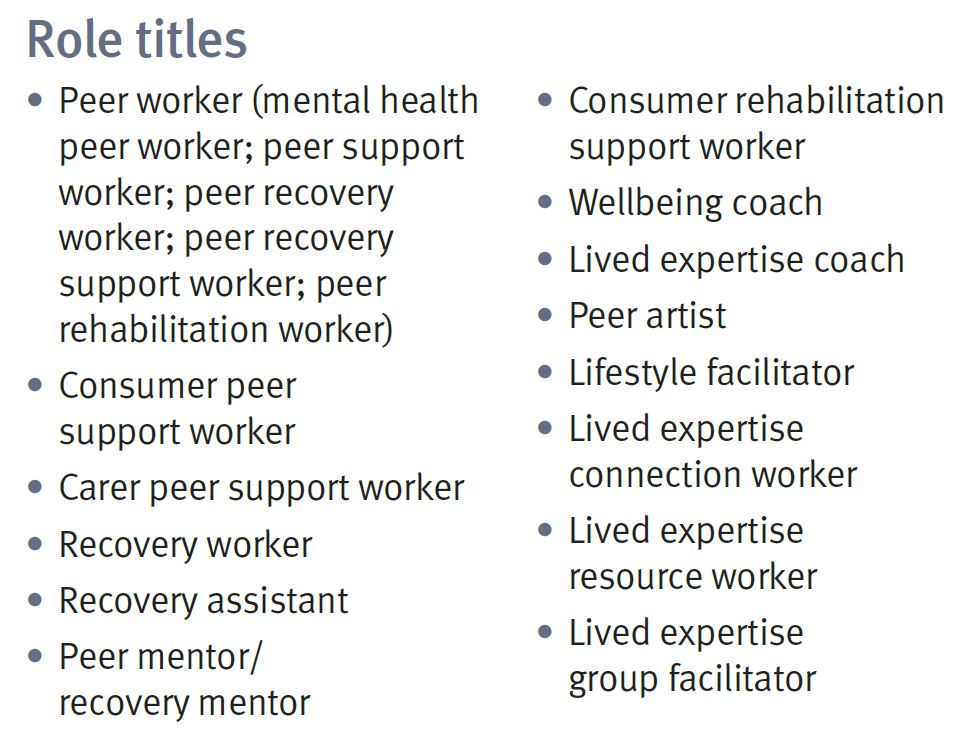 Role titles
• Peer worker (mental health
peer worker; peer support
worker; peer recovery
worker; peer recovery
support worker; peer
rehabilitation worker)
• Consumer peer
support worker
• Carer peer support worker
• Recovery worker
• Recovery assistant
• Peer mentor/
recovery mentor
• Consumer rehabilitation
support worker
• Wellbeing coach
• Lived expertise coach
• Peer artist
• Lifestyle facilitator
• Lived expertise
connection worker
• Lived expertise
resource worker
• Lived expertise
group facilitator